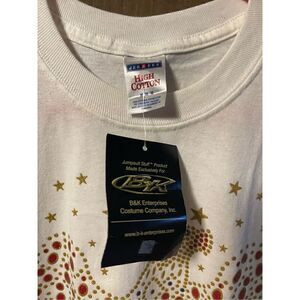 JERZEES
HIGH
COTTON
Jumpsuit Stuff™ Product
Made Exclusively For
B&K
B&K Enterprises
Costume Company, Inc.
www.b-k-enterprises.com